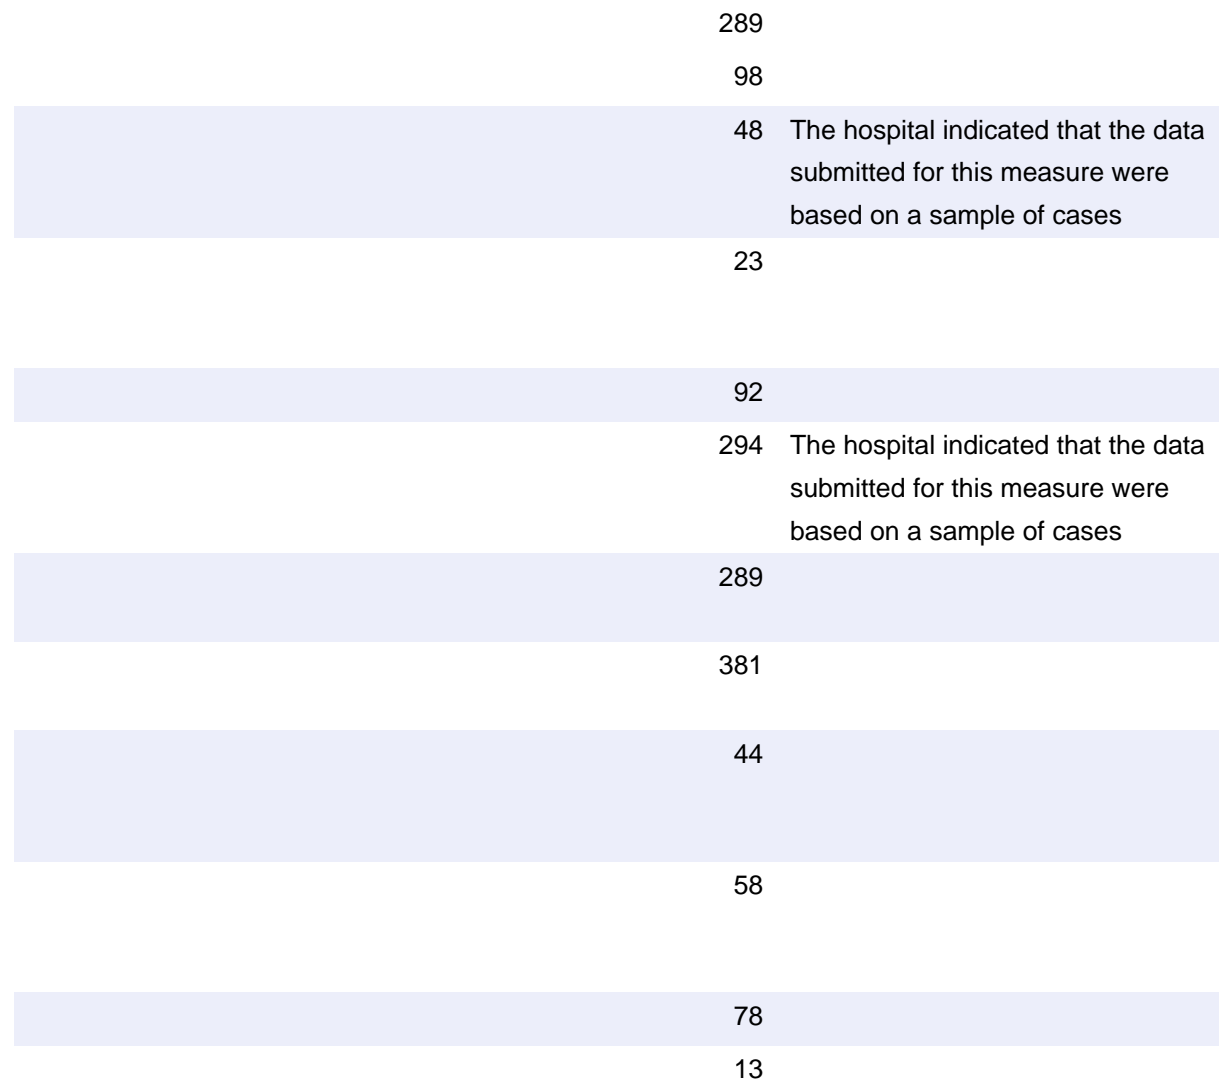 289
98
48 The hospital indicated that the data
submitted for this measure were
based on a sample of cases
23
92
294 The hospital indicated that the data
submitted for this measure were
based on a sample of cases
289
381
44
58
78
13